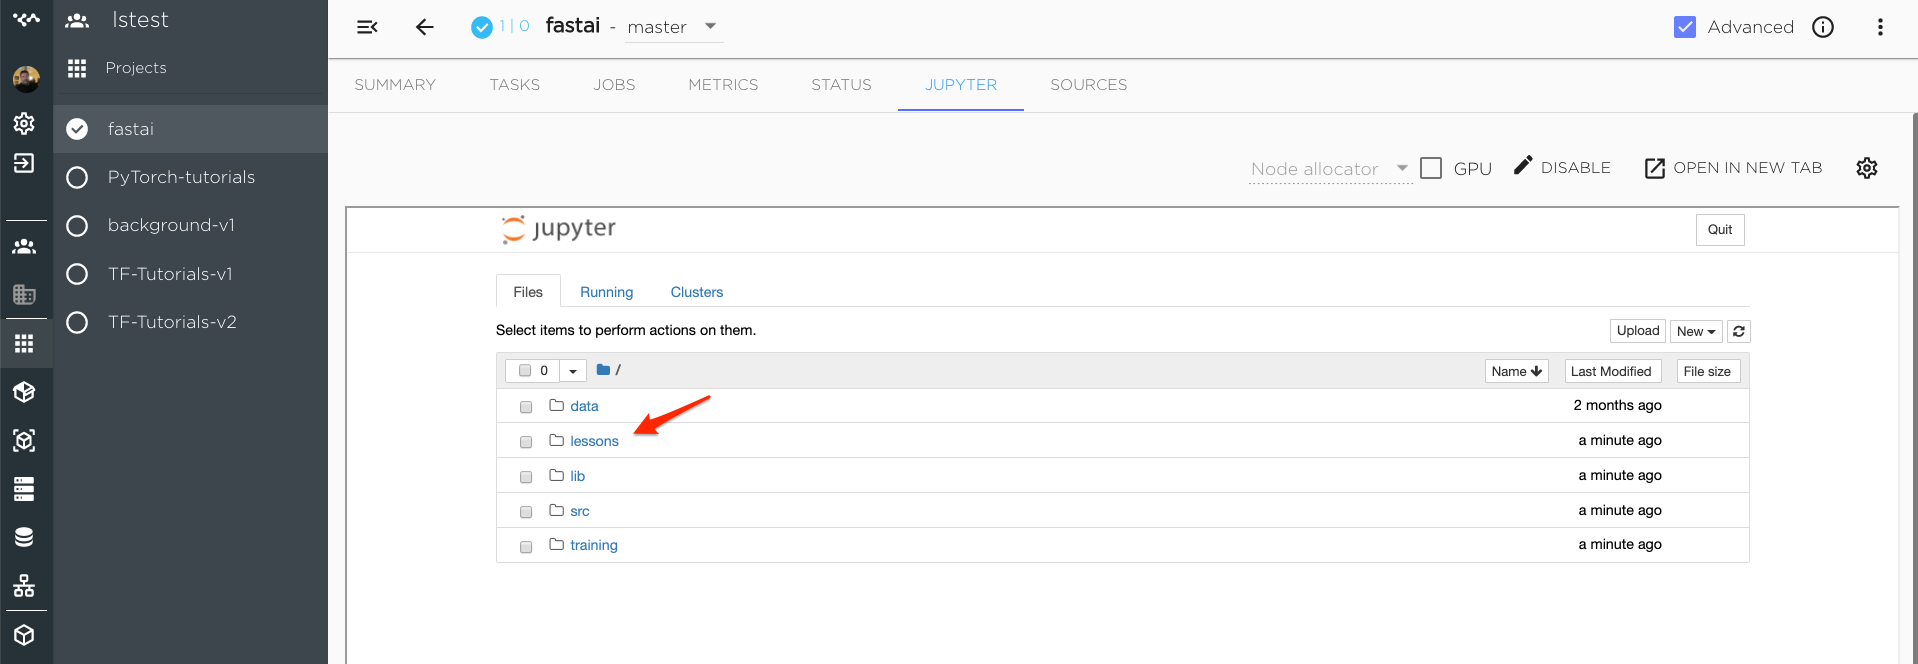 lstest
Projects
fastai
PyTorch-tutorials
background-v1
TF-Tutorials-v1
TF-Tutorials-v2
1 | 0 fastai - master
Advanced
SUMMARY TASKS JOBS METRICS STATUS JUPYTER SOURCES
Node allocator GPU DISABLE OPEN IN NEW TAB
jupyter Quit
Files Running Clusters
Select items to perform actions on them. Upload New
0 / Name Last Modified File size
data 2 months ago
lessons a minute ago
lib a minute ago
src a minute ago
training a minute ago